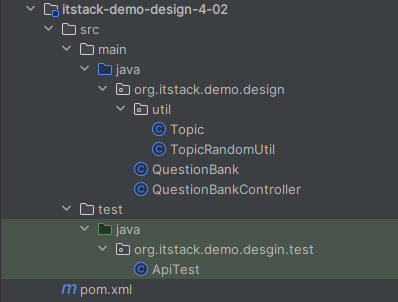 itstack-demo-design-4-02
src
main
java
org.itstack.demo.design
util
Topic
TopicRandomUtil
QuestionBank
QuestionBankController
test
java
org.itstack.demo.desgin.test
ApiTest
pom.xml